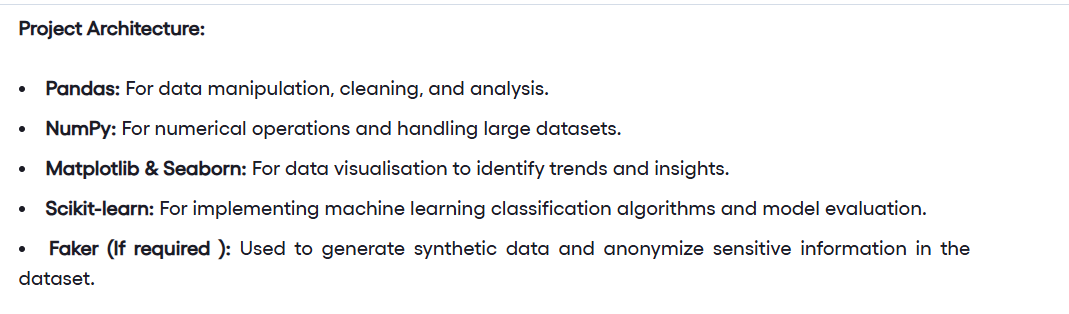 Project Architecture:
• Pandas: For data manipulation, cleaning, and analysis.
• NumPy: For numerical operations and handling large datasets.
• Matplotlib & Seaborn: For data visualisation to identify trends and insights.
• Scikit-learn: For implementing machine learning classification algorithms and model evaluation.
• Faker (If required ): Used to generate synthetic data and anonymize sensitive information in the
dataset.